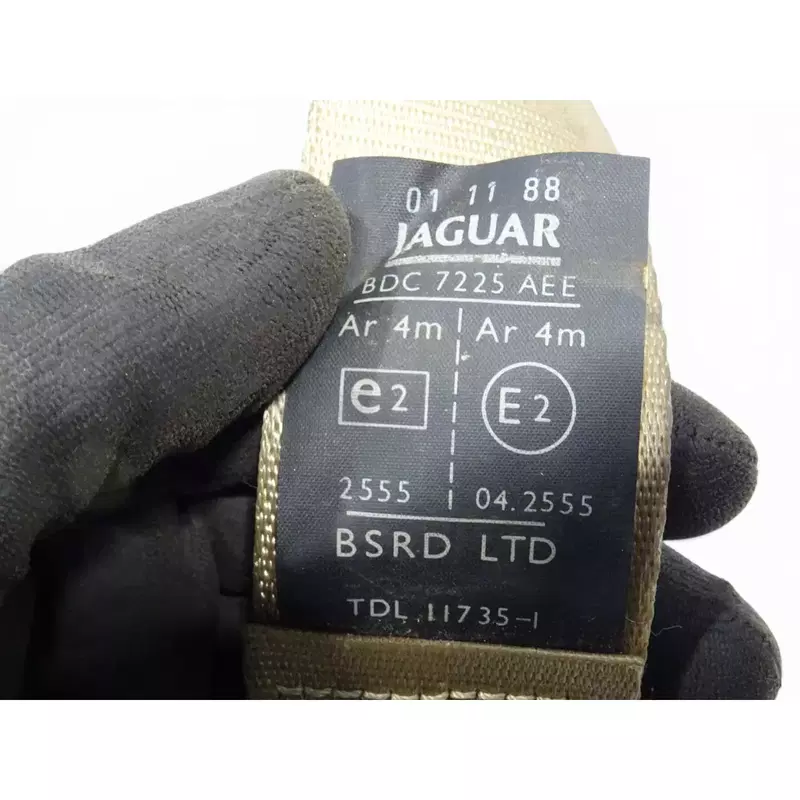 01 11 88
JAGUAR
BDC 7225 AEE
Ar 4m Ar 4m
e2 E2
2555 04.2555
BSRD LTD
TDL.11735-1